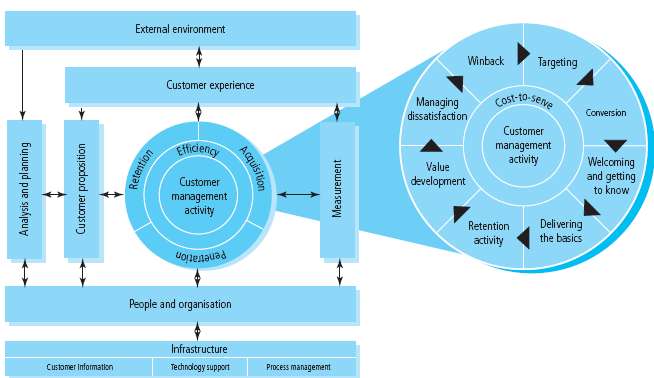 External environment
Customer experience
Analysis and planning
Customer proposition
Retention
Efficiency
Acquisition
Penetration
Customer
management
activity
Measurement
People and organisation
Infrastructure
Customer Information
Technology support
Process management
Winback
Targeting
Conversion
Welcoming
and getting
to know
Delivering
the basics
Retention
activity
Value
development
Managing
dissatisfaction
Cost-to-serve
Customer
management
activity